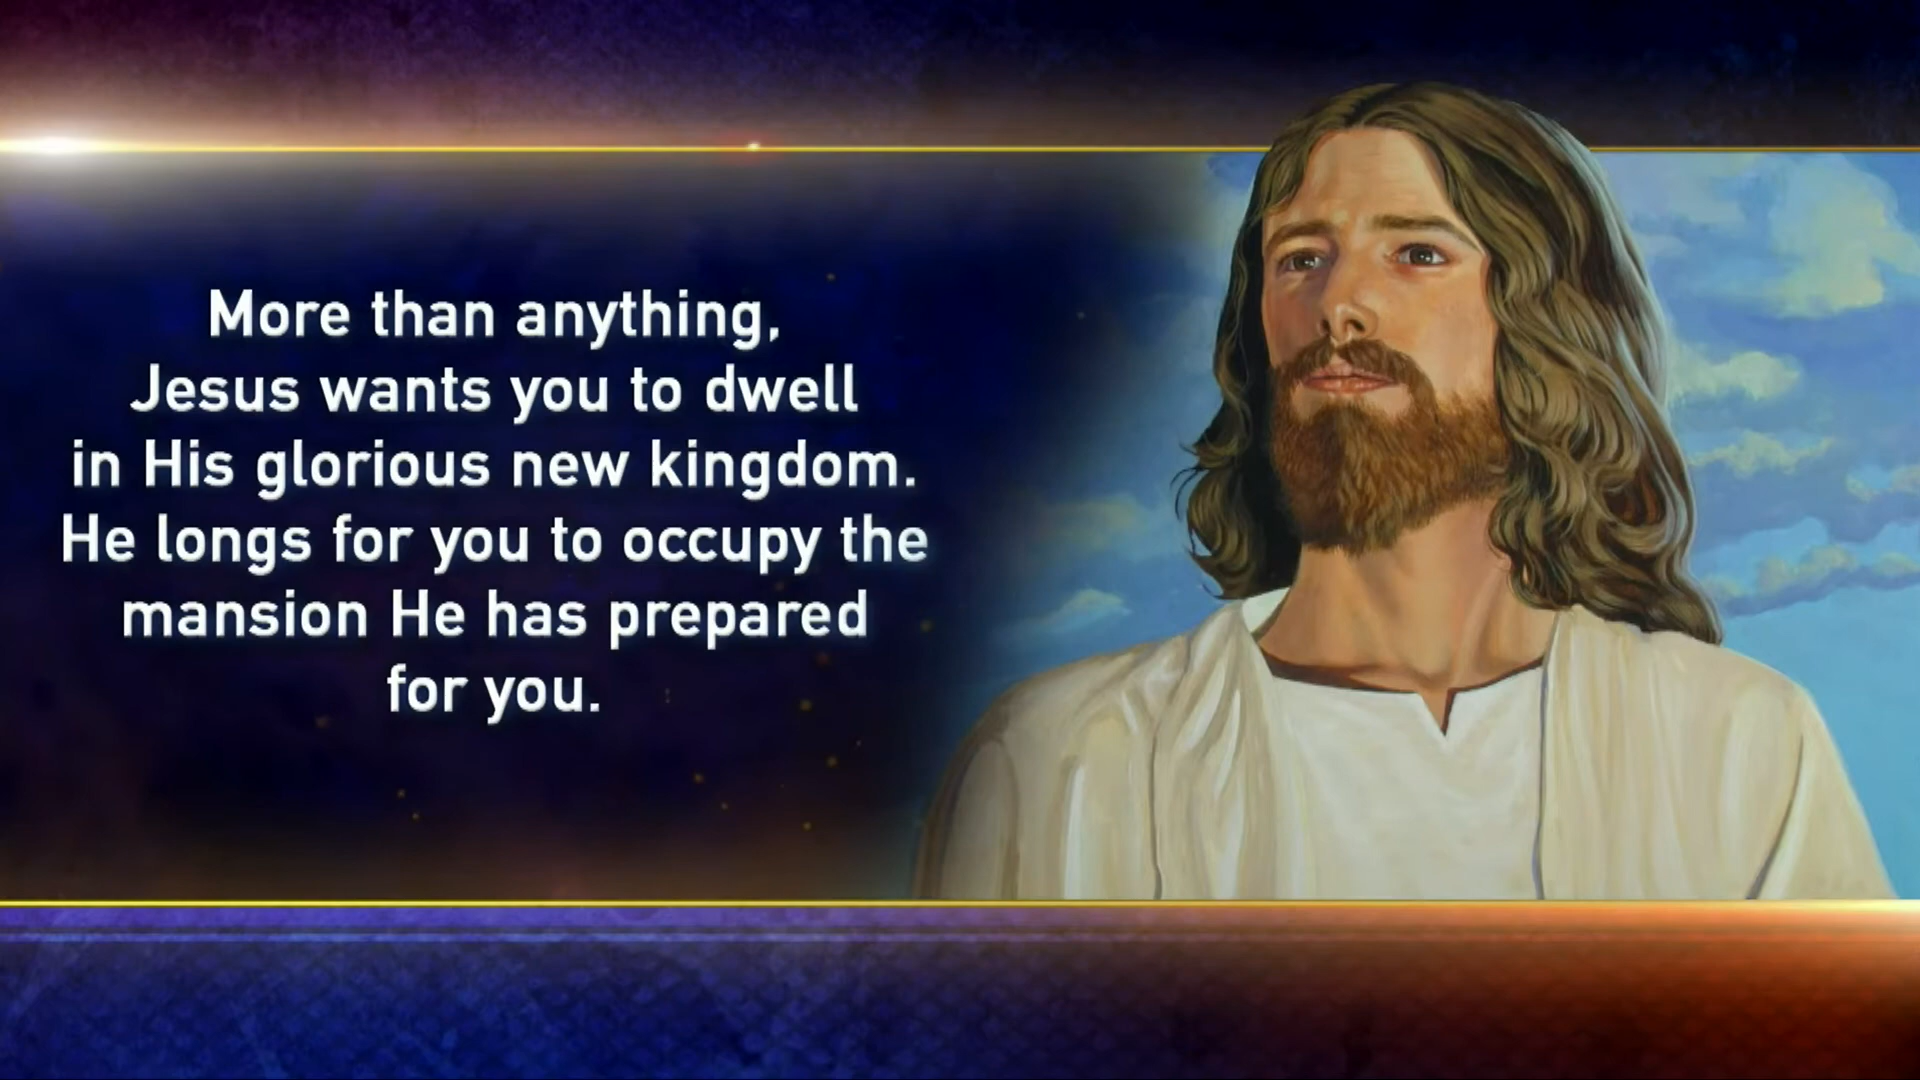 More than anything,
Jesus wants you to dwell
in His glorious new kingdom.
He longs for you to occupy the
mansion He has prepared
for you.